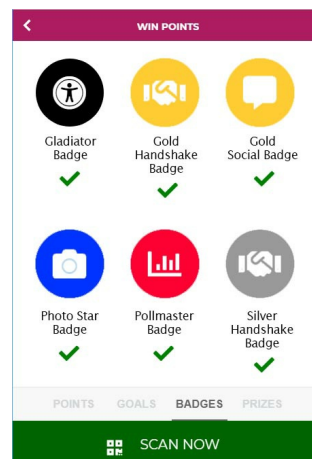 WIN POINTS
Gladiator
Badge
Gold
Handshake
Badge
Gold
Social Badge
Photo Star
Badge
Pollmaster
Badge
Silver
Handshake
Badge
POINTS GOALS BADGES PRIZES
SCAN NOW